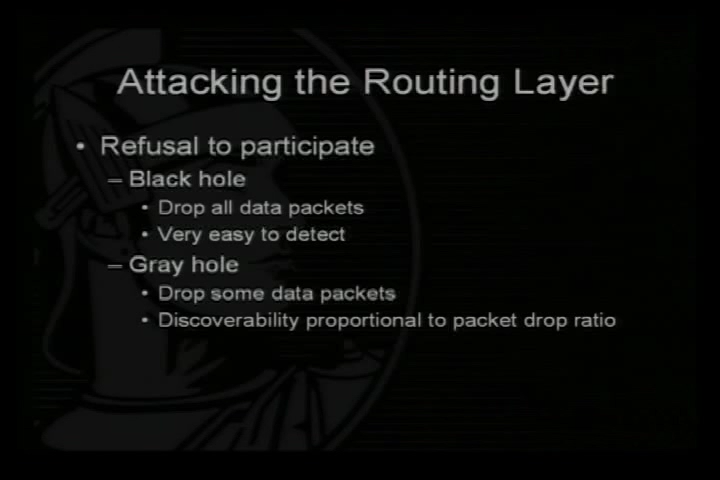 Attacking the Routing Layer
• Refusal to participate
– Black hole
• Drop all data packets
• Very easy to detect
– Gray hole
• Drop some data packets
• Discoverability proportional to packet drop ratio